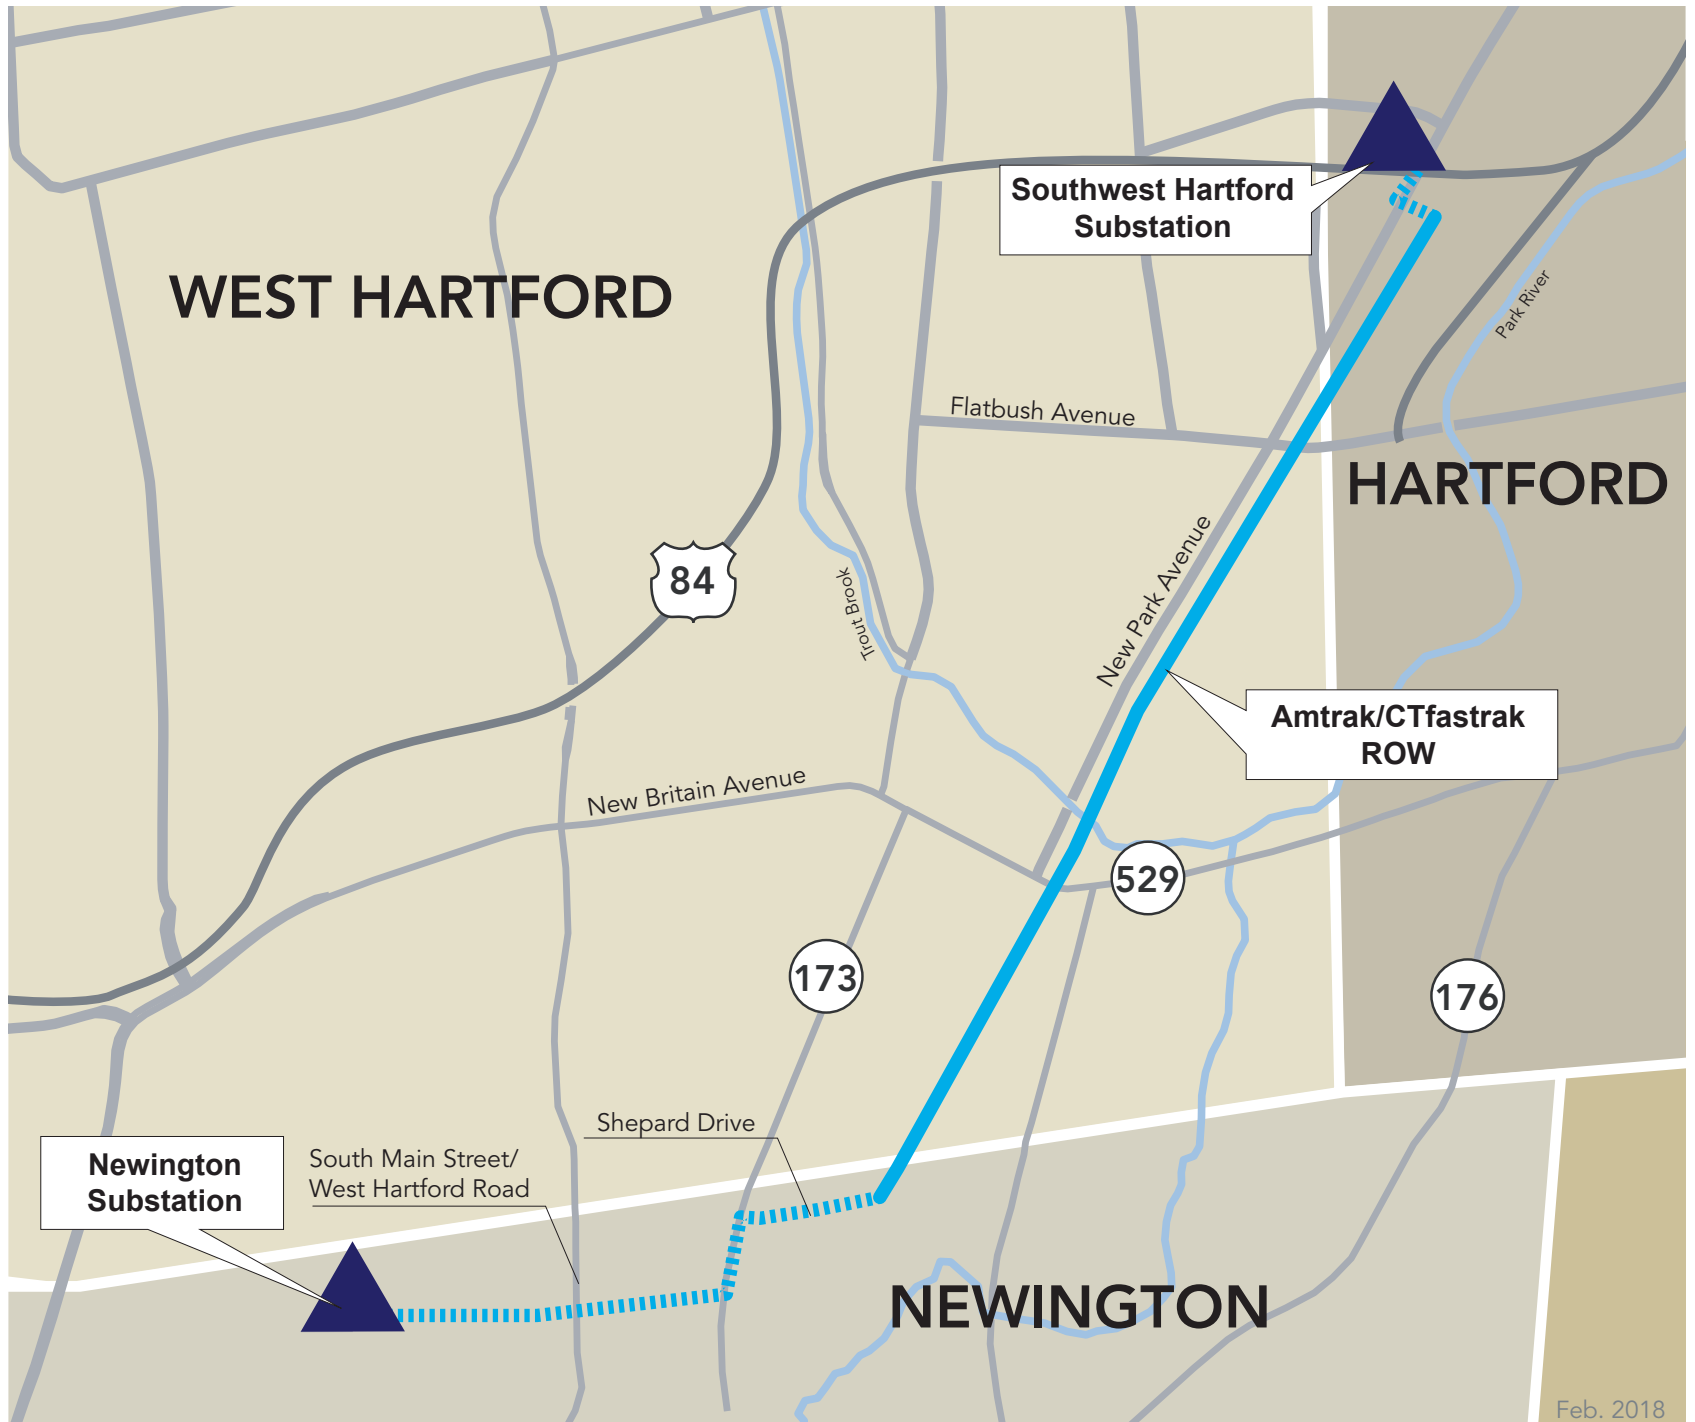 Southwest Hartford
Substation
WEST HARTFORD
Park River
Flatbush Avenue
HARTFORD
84
New Park Avenue
Trout Brook
Amtrak/CTfastrak
ROW
New Britain Avenue
529
173
176
Shepard Drive
Newington
Substation
South Main Street/
West Hartford Road
NEWINGTON
Feb. 2018